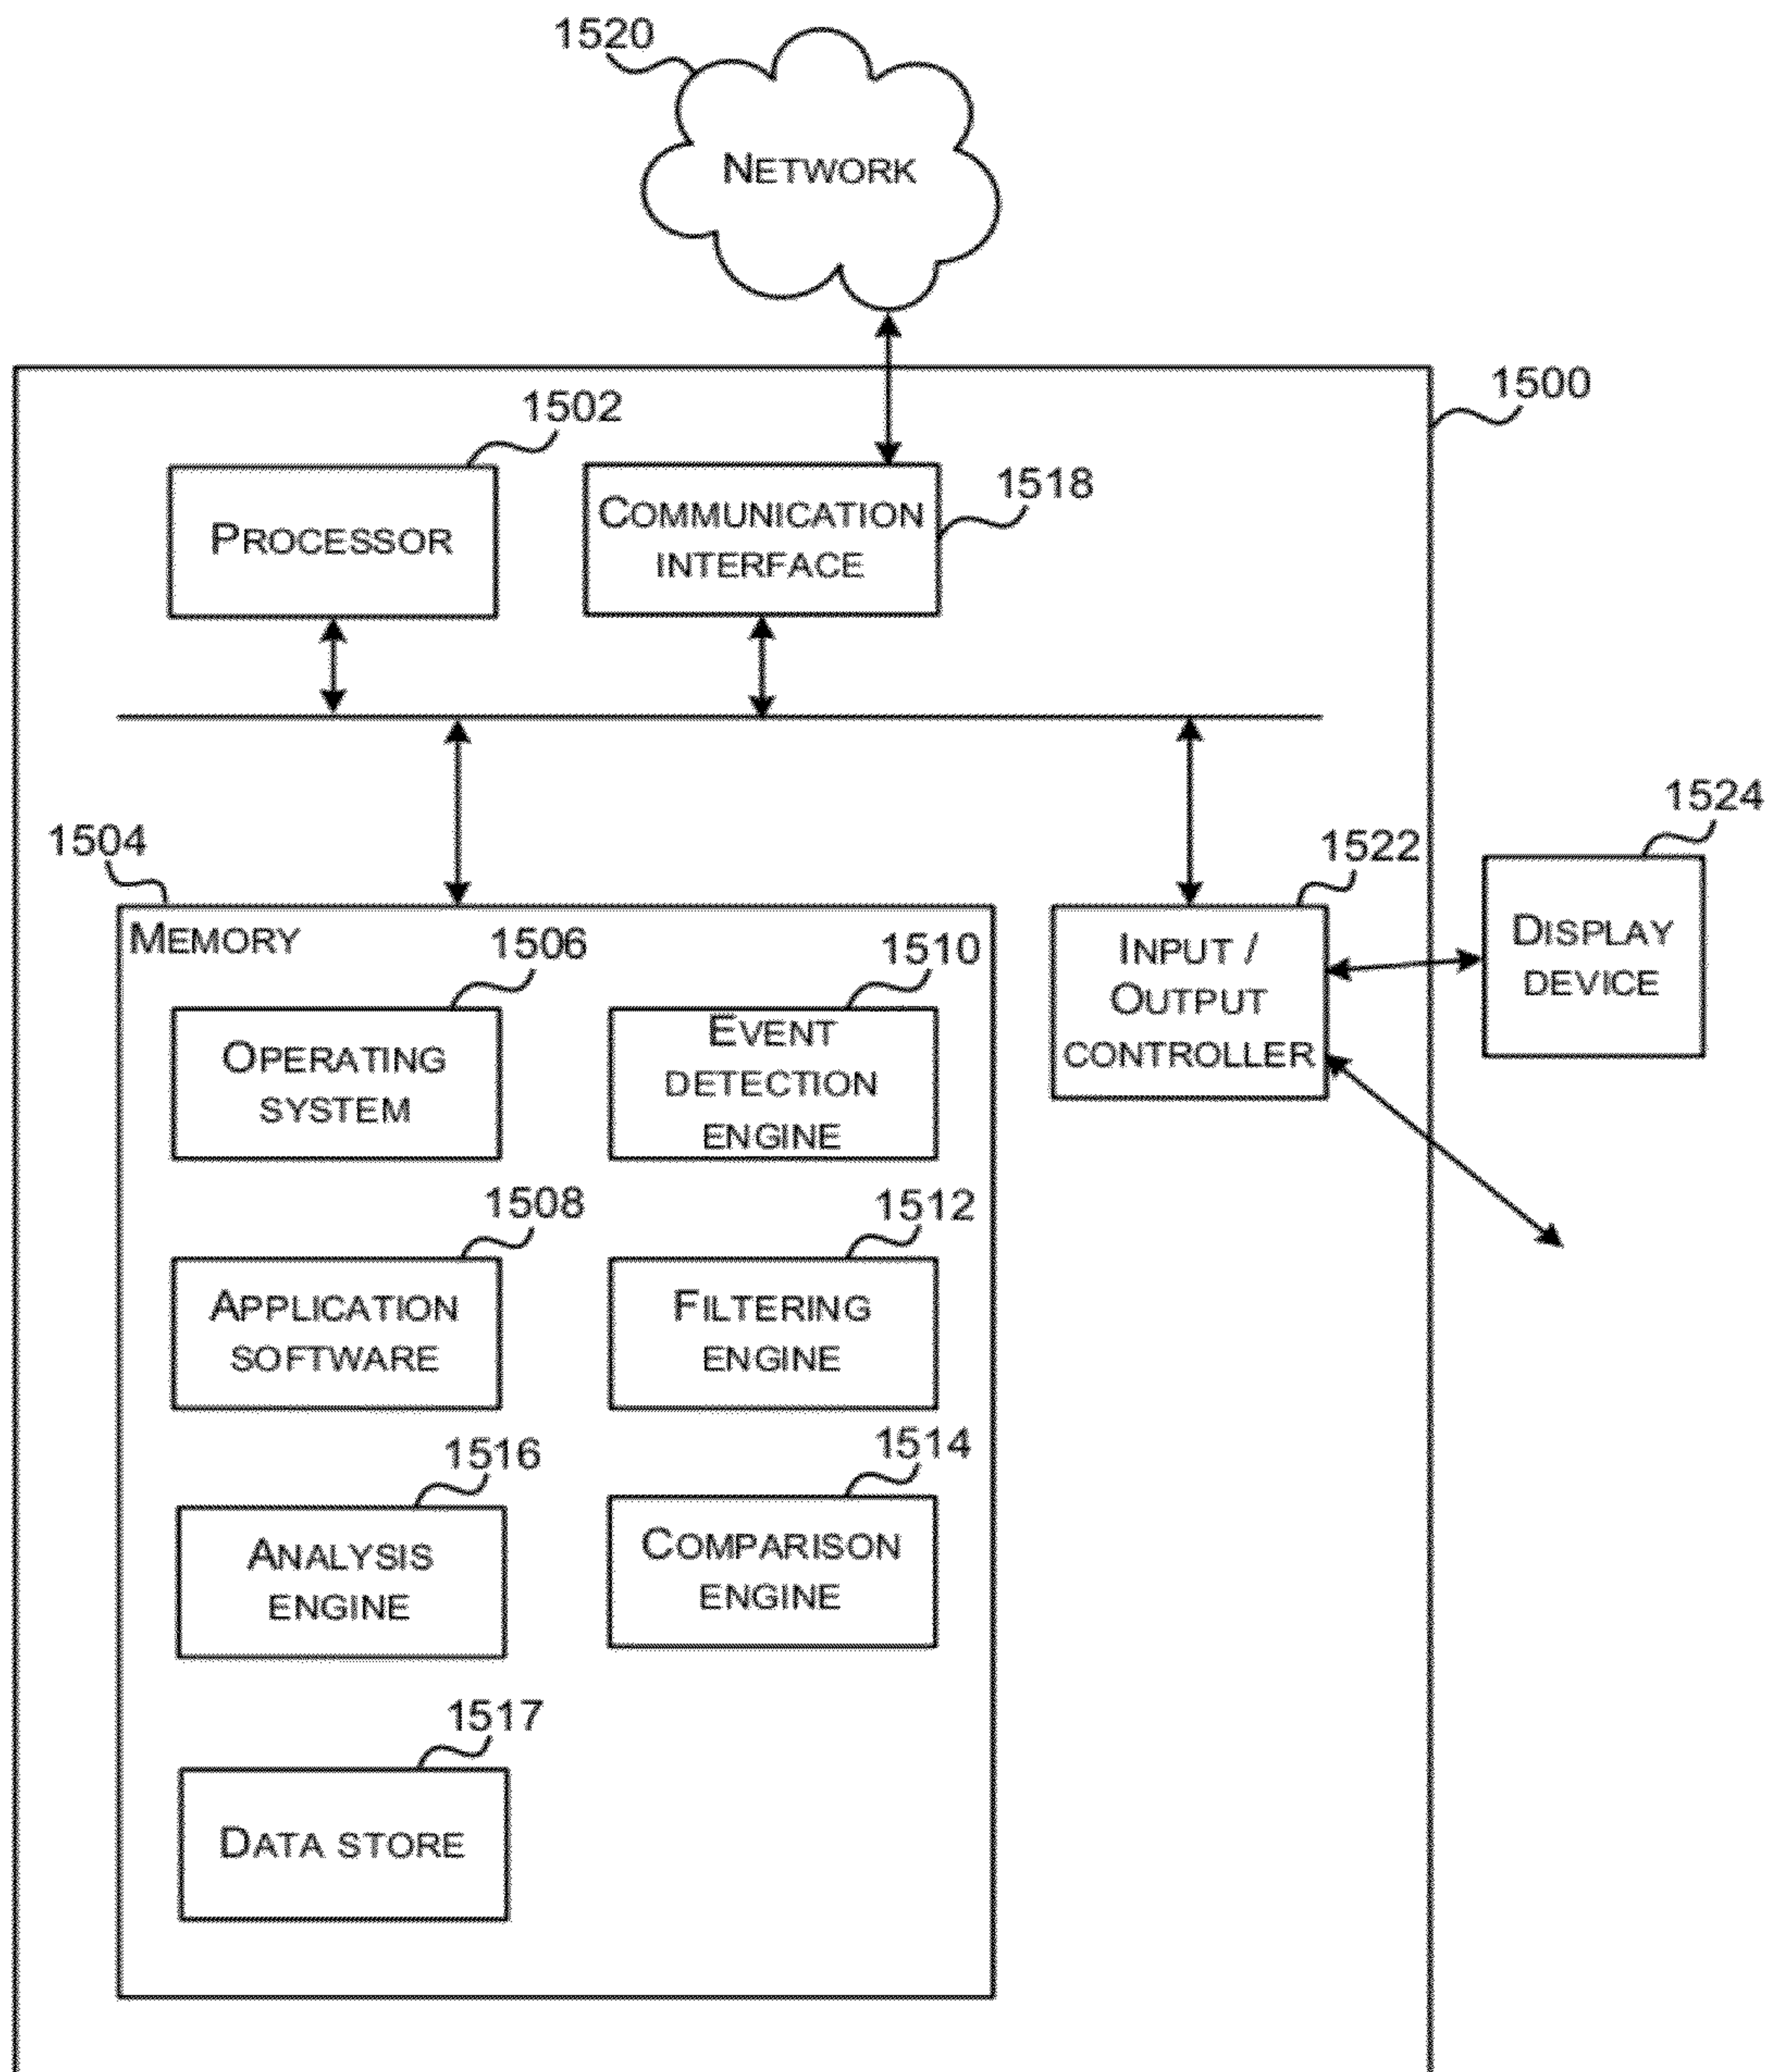 1520
NETWORK
1500
1502
PROCESSOR
1518
COMMUNICATION
INTERFACE
1504
MEMORY
1506
OPERATING
SYSTEM
1510
EVENT
DETECTION
ENGINE
1508
APPLICATION
SOFTWARE
1512
FILTERING
ENGINE
1516
ANALYSIS
ENGINE
1514
COMPARISON
ENGINE
1517
DATA STORE
1522
INPUT /
OUTPUT
CONTROLLER
1524
DISPLAY
DEVICE